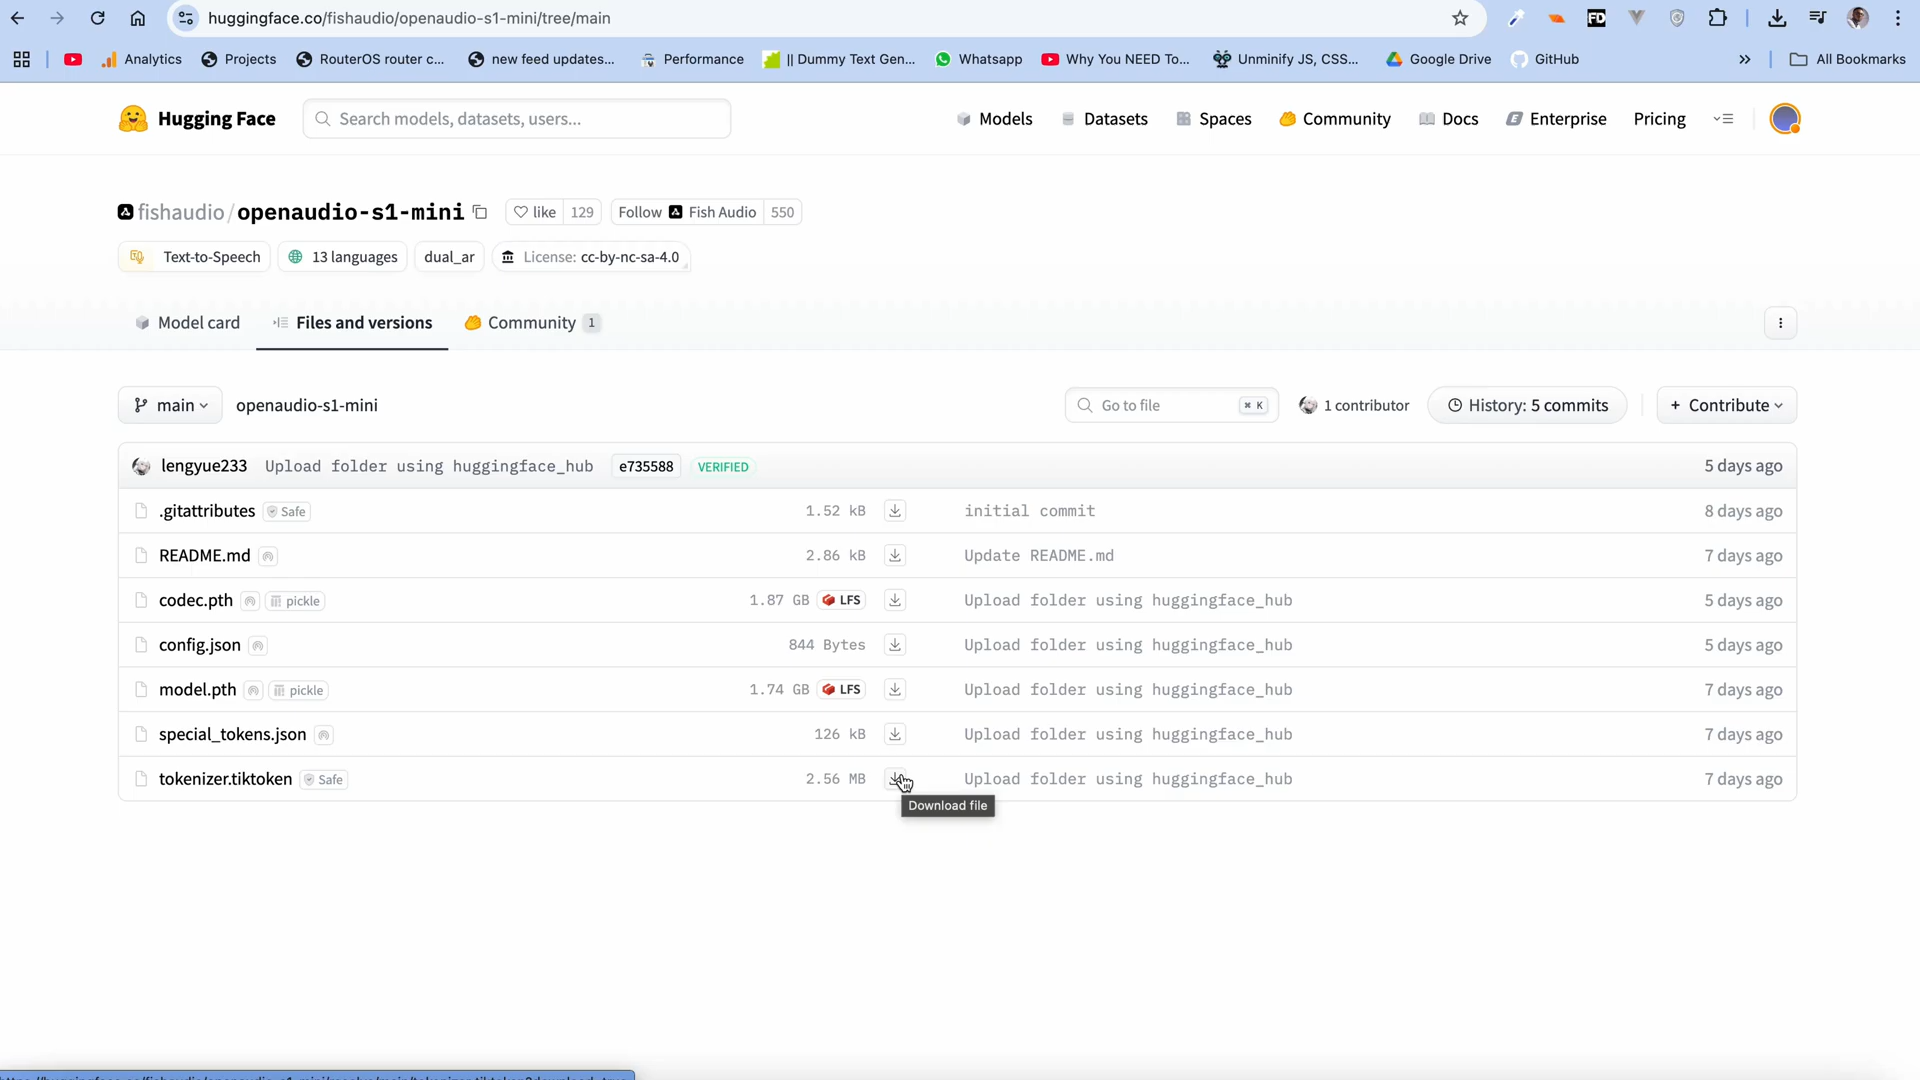 huggingface.co/fishaudio/openaudio-s1-mini/tree/main
FD
Analytics Projects RouterOS router c... new feed updates... Performance || Dummy Text Gen... Whatsapp Why You NEED To... Unminify JS, CSS... Google Drive GitHub » All Bookmarks
Hugging Face Search models, datasets, users... Models Datasets Spaces Community Docs Enterprise Pricing
fishaudio/openaudio-s1-mini like 129 Follow Fish Audio 550
Text-to-Speech 13 languages dual_ar License: cc-by-nc-sa-4.0
Model card Files and versions Community 1
main openaudio-s1-mini Go to file ⌘ K 1 contributor History: 5 commits + Contribute
lengyue233 Upload folder using huggingface_hub e735588 VERIFIED 5 days ago
.gitattributes Safe 1.52 kB initial commit 8 days ago
README.md 2.86 kB Update README.md 7 days ago
codec.pth pickle 1.87 GB LFS Upload folder using huggingface_hub 5 days ago
config.json 844 Bytes Upload folder using huggingface_hub 5 days ago
model.pth pickle 1.74 GB LFS Upload folder using huggingface_hub 7 days ago
special_tokens.json 126 kB Upload folder using huggingface_hub 7 days ago
tokenizer.tiktoken Safe 2.56 MB Upload folder using huggingface_hub 7 days ago
Download file